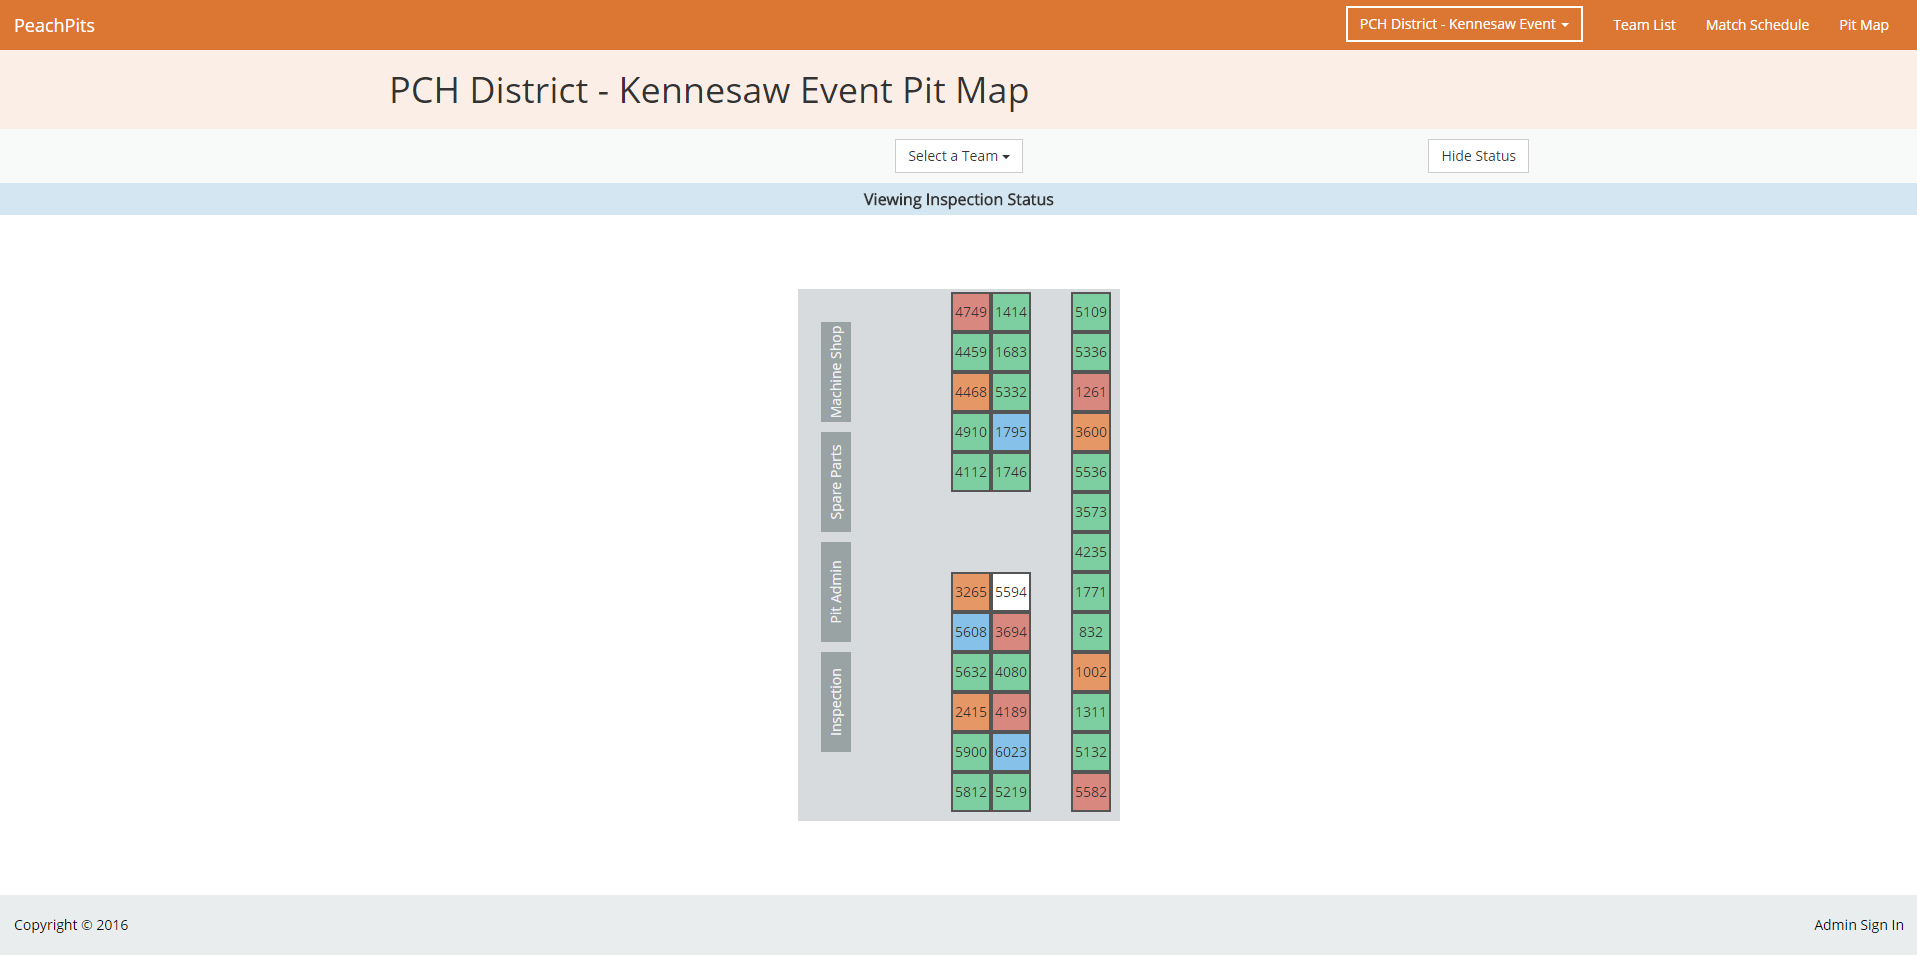 PeachPits
PCH District - Kennesaw Event
Team List
Match Schedule
Pit Map
PCH District - Kennesaw Event Pit Map
Select a Team
Hide Status
Viewing Inspection Status
Machine Shop
Spare Parts
Pit Admin
Inspection
4749 1414
4459 1683
4468 5332
4910 1795
4112 1746
3265 5594
5608 3694
5632 4080
2415 4189
5900 6023
5812 5219
5109
5336
1261
3600
5536
3573
4235
1771
832
1002
1311
5132
5582
Copyright © 2016
Admin Sign In